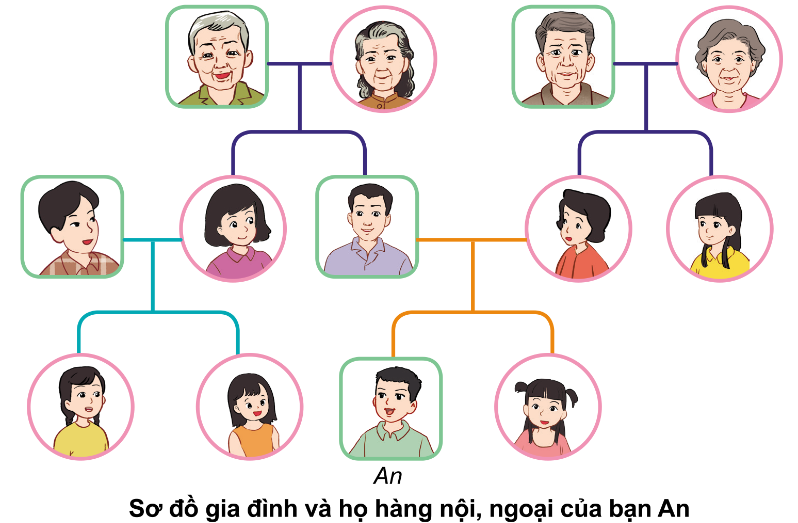 An
Sơ đồ gia đình và họ hàng nội, ngoại của bạn An